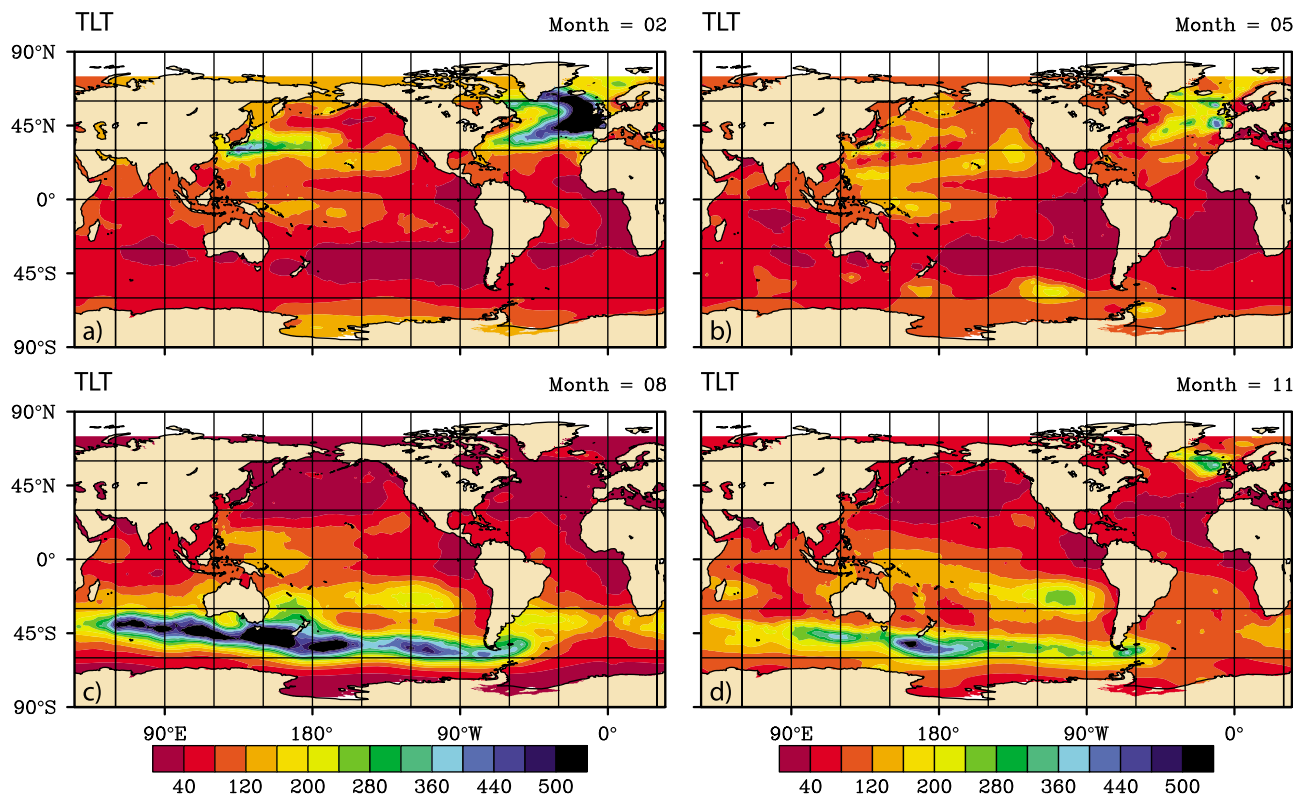 TLT Month = 02 TLT Month = 05
90°N
45°N
0°
45°S
90°S
a) b)
TLT Month = 08 TLT Month = 11
90°N
45°N
0°
45°S
90°S
c) d)
90°E 180° 90°W 0° 90°E 180° 90°W 0°
40 120 200 280 360 440 500 40 120 200 280 360 440 500